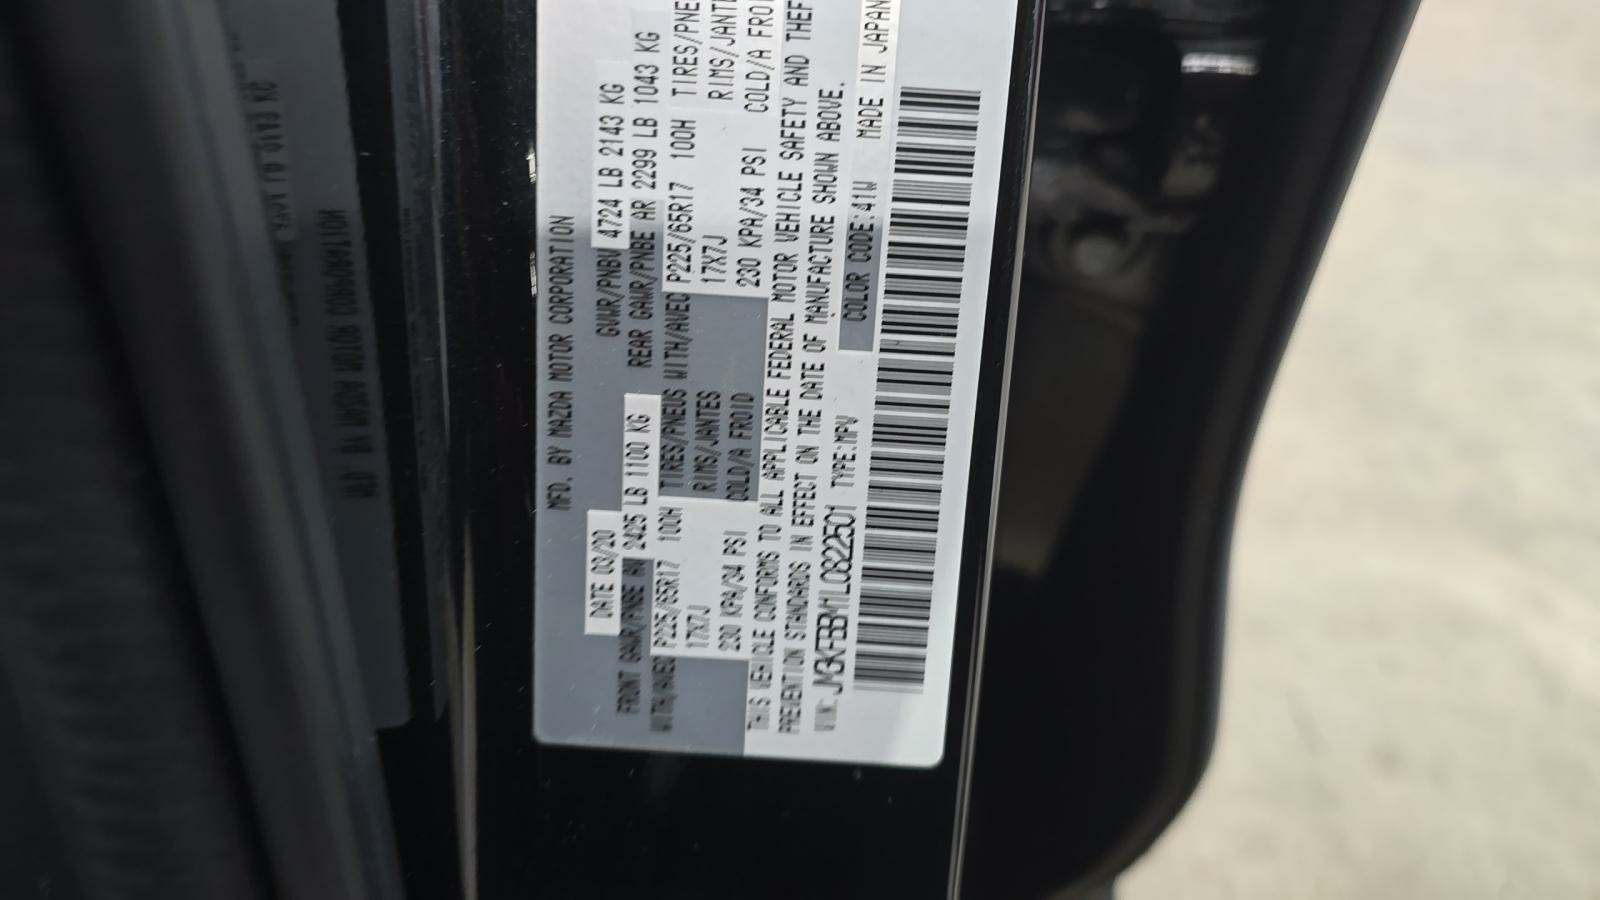 MFD. BY MAZDA MOTOR CORPORATION
DATE 03/20 GVWR/PNBV 4724 LB 2143 KG
FRONT GAWR/PNBE AV 2425 LB 1100 KG REAR GAWR/PNBE AR 2299 LB 1043 KG
WITH/AVEC P225/65R17 100H TIRES/PNEUS WITH/AVEC P225/65R17 100H TIRES/PNE
17X7J RIMS/JANTES 17X7J RIMS/JANT
230 KPA/34 PSI COLD/A FROID 230 KPA/34 PSI COLD/A FROI
THIS VEHICLE CONFORMS TO ALL APPLICABLE FEDERAL MOTOR VEHICLE SAFETY AND THEF
PREVENTION STANDARDS IN EFFECT ON THE DATE OF MANUFACTURE SHOWN ABOVE.
VIN: JM3KFBBM1L0822501 TYPE:MPV COLOR CODE:41W MADE IN JAPAN